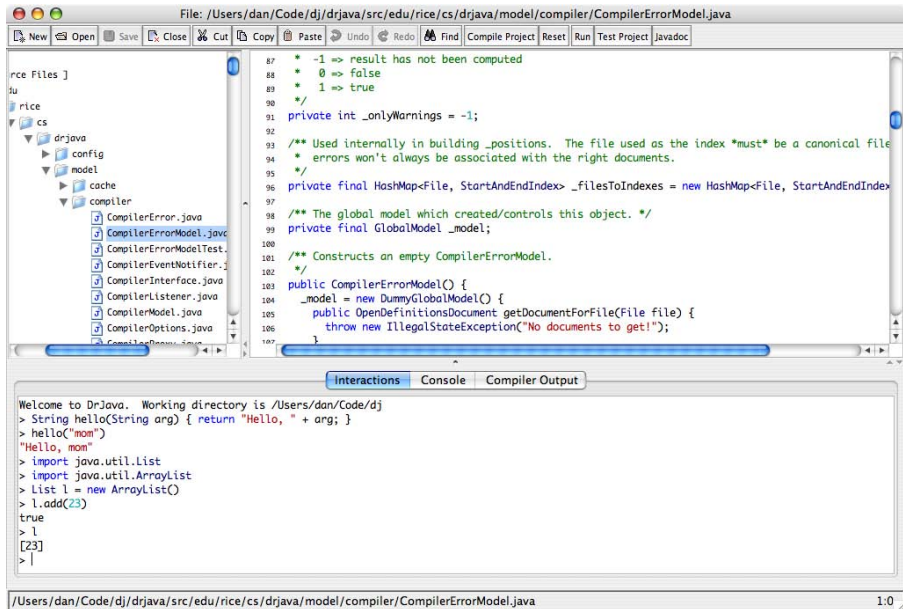 File: /Users/dan/Code/dj/drjava/src/edu/rice/cs/drjava/model/compiler/CompilerErrorModel.java
New Open Save Close Cut Copy Paste Undo Redo Find Compile Project Reset Run Test Project Javadoc
rce Files ]
du
rice
cs
drjava
config
model
cache
compiler
CompilerError.java
CompilerErrorModel.java
CompilerErrorModelTest.
CompilerEventNotifier.j
CompilerInterface.java
CompilerListener.java
CompilerModel.java
CompilerOptions.java
CompilerProxy.java
87 * -1 => result has not been computed
88 * 0 => false
89 * 1 => true
90 */
91 private int _onlyWarnings = -1;
92
93 /** Used internally in building _positions. The file used as the index *must* be a canonical file
94 * errors won't always be associated with the right documents.
95 */
96 private final HashMap<File, StartAndEndIndex> _filesToIndexes = new HashMap<File, StartAndEndIndex
97
98 /** The global model which created/controls this object. */
99 private final GlobalModel _model;
100
101 /** Constructs an empty CompilerErrorModel.
102 */
103 public CompilerErrorModel() {
104 _model = new DummyGlobalModel() {
105 public OpenDefinitionsDocument getDocumentForFile(File file) {
106 throw new IllegalStateException("No documents to get!");
107 }
Interactions Console Compiler Output
Welcome to DrJava. Working directory is /Users/dan/Code/dj
> String hello(String arg) { return "Hello, " + arg; }
> hello("mom")
"Hello, mom"
> import java.util.List
> import java.util.ArrayList
> List l = new ArrayList()
> l.add(23)
true
> l
[23]
>
/Users/dan/Code/dj/drjava/src/edu/rice/cs/drjava/model/compiler/CompilerErrorModel.java 1:0